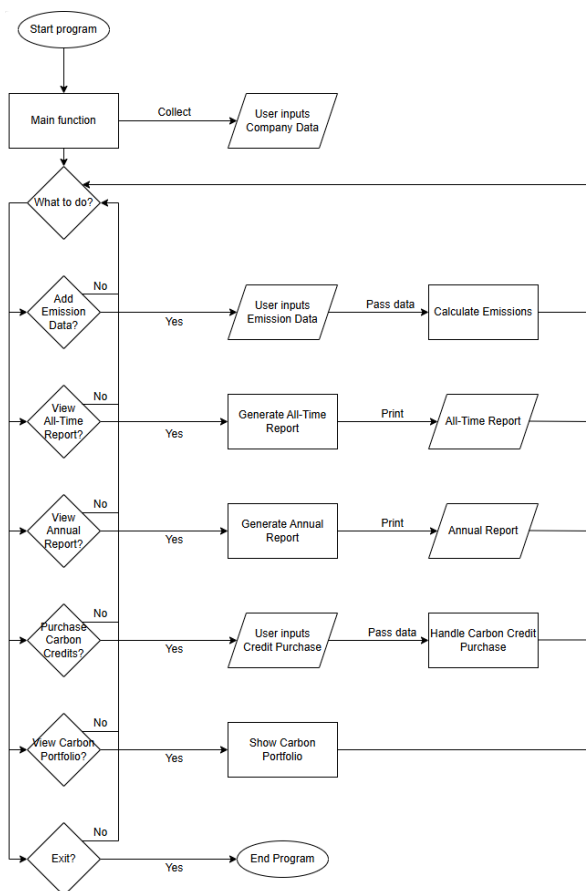 Start program
Main function
Collect
User inputs
Company Data
What to do?
Add
Emission
Data?
No
Yes
User inputs
Emission Data
Pass data
Calculate Emissions
View
All-Time
Report?
No
Yes
Generate All-Time
Report
Print
All-Time Report
View
Annual
Report?
No
Yes
Generate Annual
Report
Print
Annual Report
Purchase
Carbon
Credits?
No
Yes
User inputs
Credit Purchase
Pass data
Handle Carbon Credit
Purchase
View Carbon
Portfolio?
No
Yes
Show Carbon
Portfolio
Exit?
No
Yes
End Program